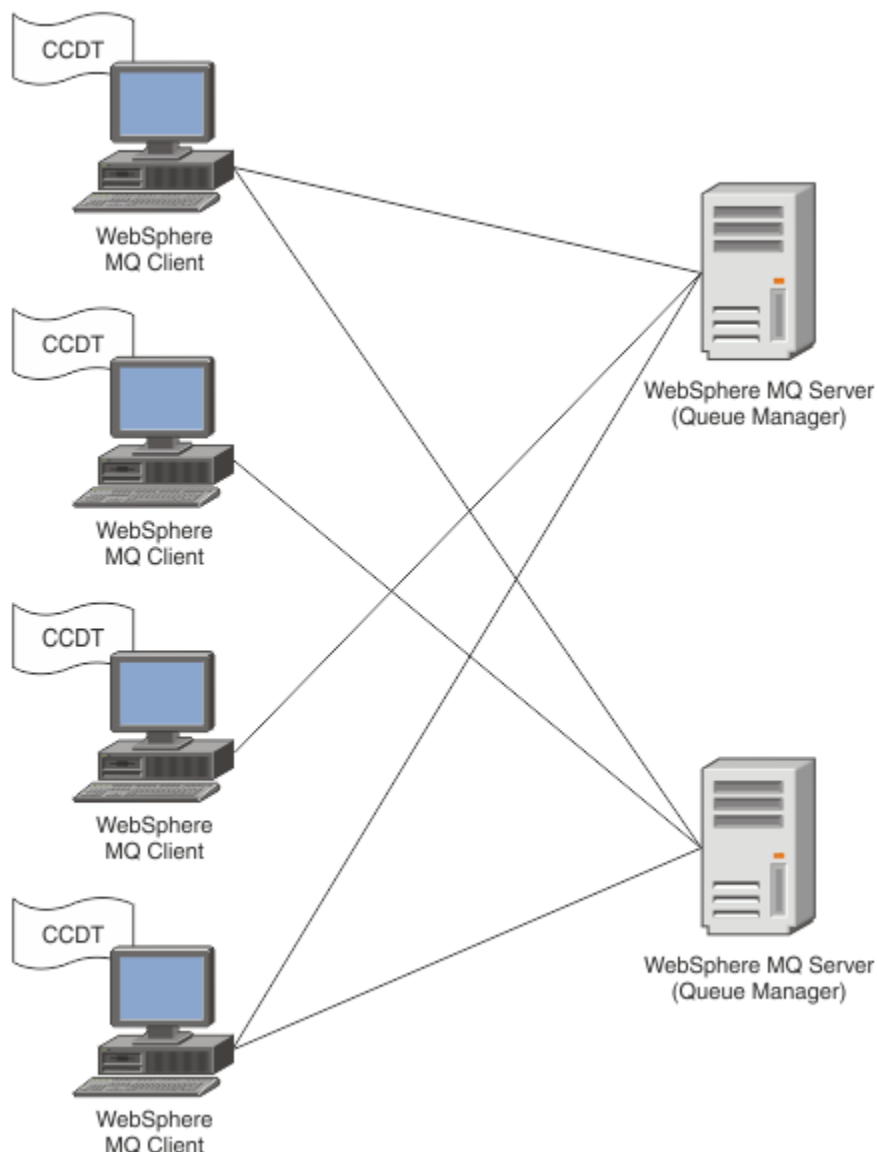 CCDT
WebSphere
MQ Client
CCDT
WebSphere
MQ Client
CCDT
WebSphere
MQ Client
CCDT
WebSphere
MQ Client
WebSphere MQ Server
(Queue Manager)
WebSphere MQ Server
(Queue Manager)